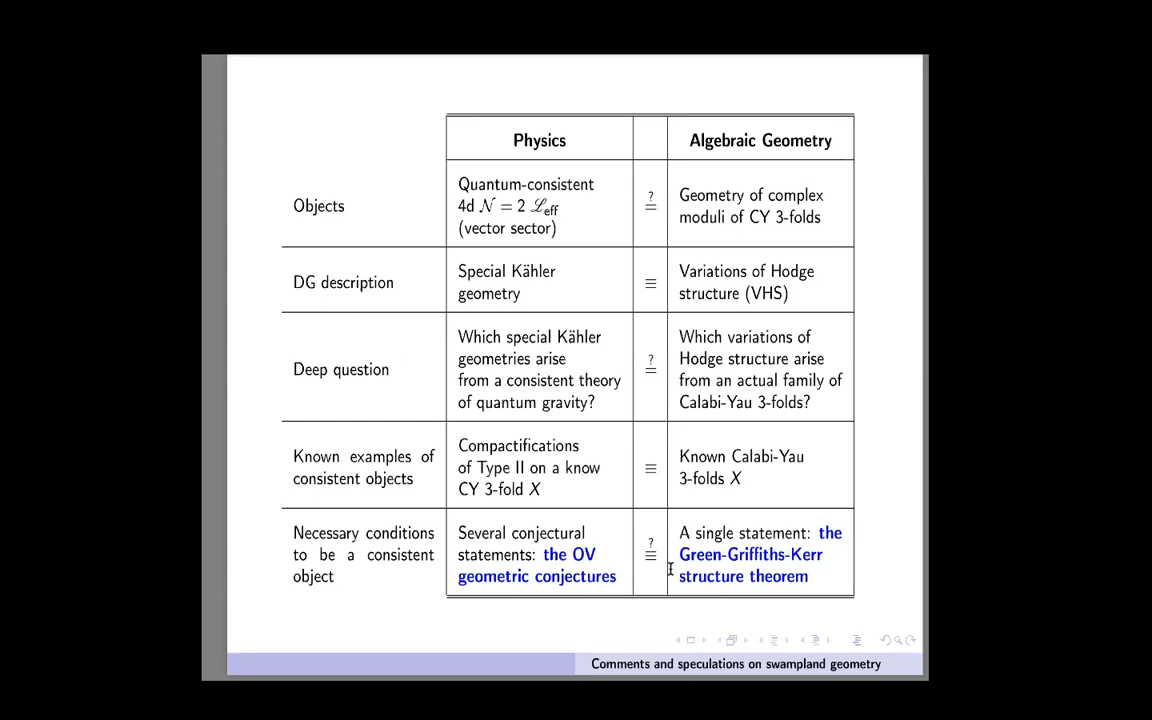 Physics
Algebraic Geometry
Objects
Quantum-consistent
4d 𝒩 = 2 ℒeff
(vector sector)
?
=
Geometry of complex
moduli of CY 3-folds
DG description
Special Kähler
geometry
≡
Variations of Hodge
structure (VHS)
Deep question
Which special Kähler
geometries arise
from a consistent theory
of quantum gravity?
?
=
Which variations of
Hodge structure arise
from an actual family of
Calabi-Yau 3-folds?
Known examples of
consistent objects
Compactifications
of Type II on a know
CY 3-fold X
≡
Known Calabi-Yau
3-folds X
Necessary conditions
to be a consistent
object
Several conjectural
statements: the OV
geometric conjectures
?
≡
A single statement: the
Green-Griffiths-Kerr
structure theorem
Comments and speculations on swampland geometry